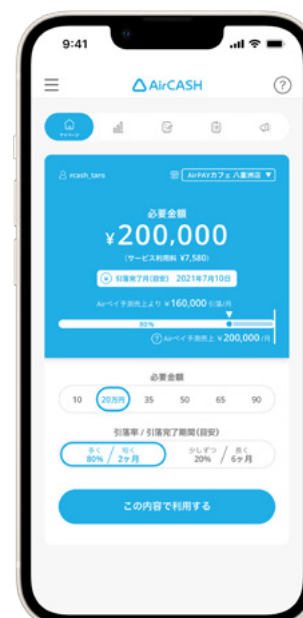 9:41
AirCASH
?
マイページ
rcash_taro
AirPAYカフェ 八重洲店 ▼
必要金額
¥200,000
(サービス利用料 ¥7,580)
引落完了月(目安) 2021年7月10日
Airペイ予測売上より ¥160,000 引落/月
80%
? Airペイ予測売上 ¥200,000 /月
必要金額
10 20万円 35 50 65 90
引落率 / 引落完了期間(目安)
多く 80% / 短く 2ヶ月 少しずつ 20% / 長く 6ヶ月
この内容で利用する